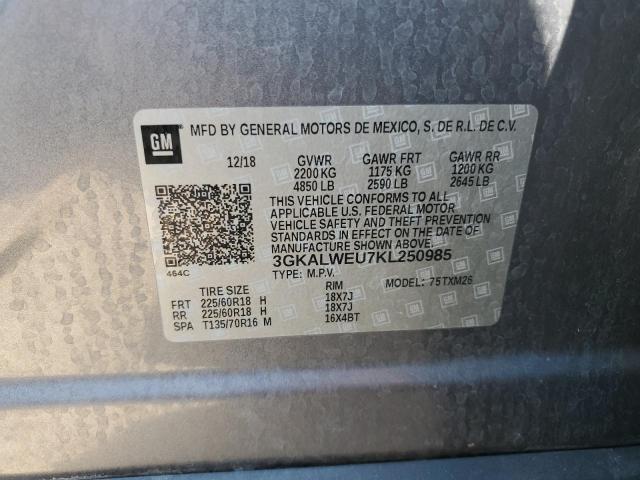 GM
MFD BY GENERAL MOTORS DE MEXICO, S. DE R.L. DE C.V.
12/18 GVWR GAWR FRT GAWR RR
2200 KG 1175 KG 1200 KG
4850 LB 2590 LB 2645 LB
THIS VEHICLE CONFORMS TO ALL
APPLICABLE U.S. FEDERAL MOTOR
VEHICLE SAFETY AND THEFT PREVENTION
STANDARDS IN EFFECT ON THE DATE OF
MANUFACTURE SHOWN ABOVE.
464C
3GKALWEU7KL250985
TYPE: M.P.V. MODEL: 75TXM26
TIRE SIZE RIM
FRT 225/60R18 H 18X7J
RR 225/60R18 H 18X7J
SPA T135/70R16 M 16X4BT